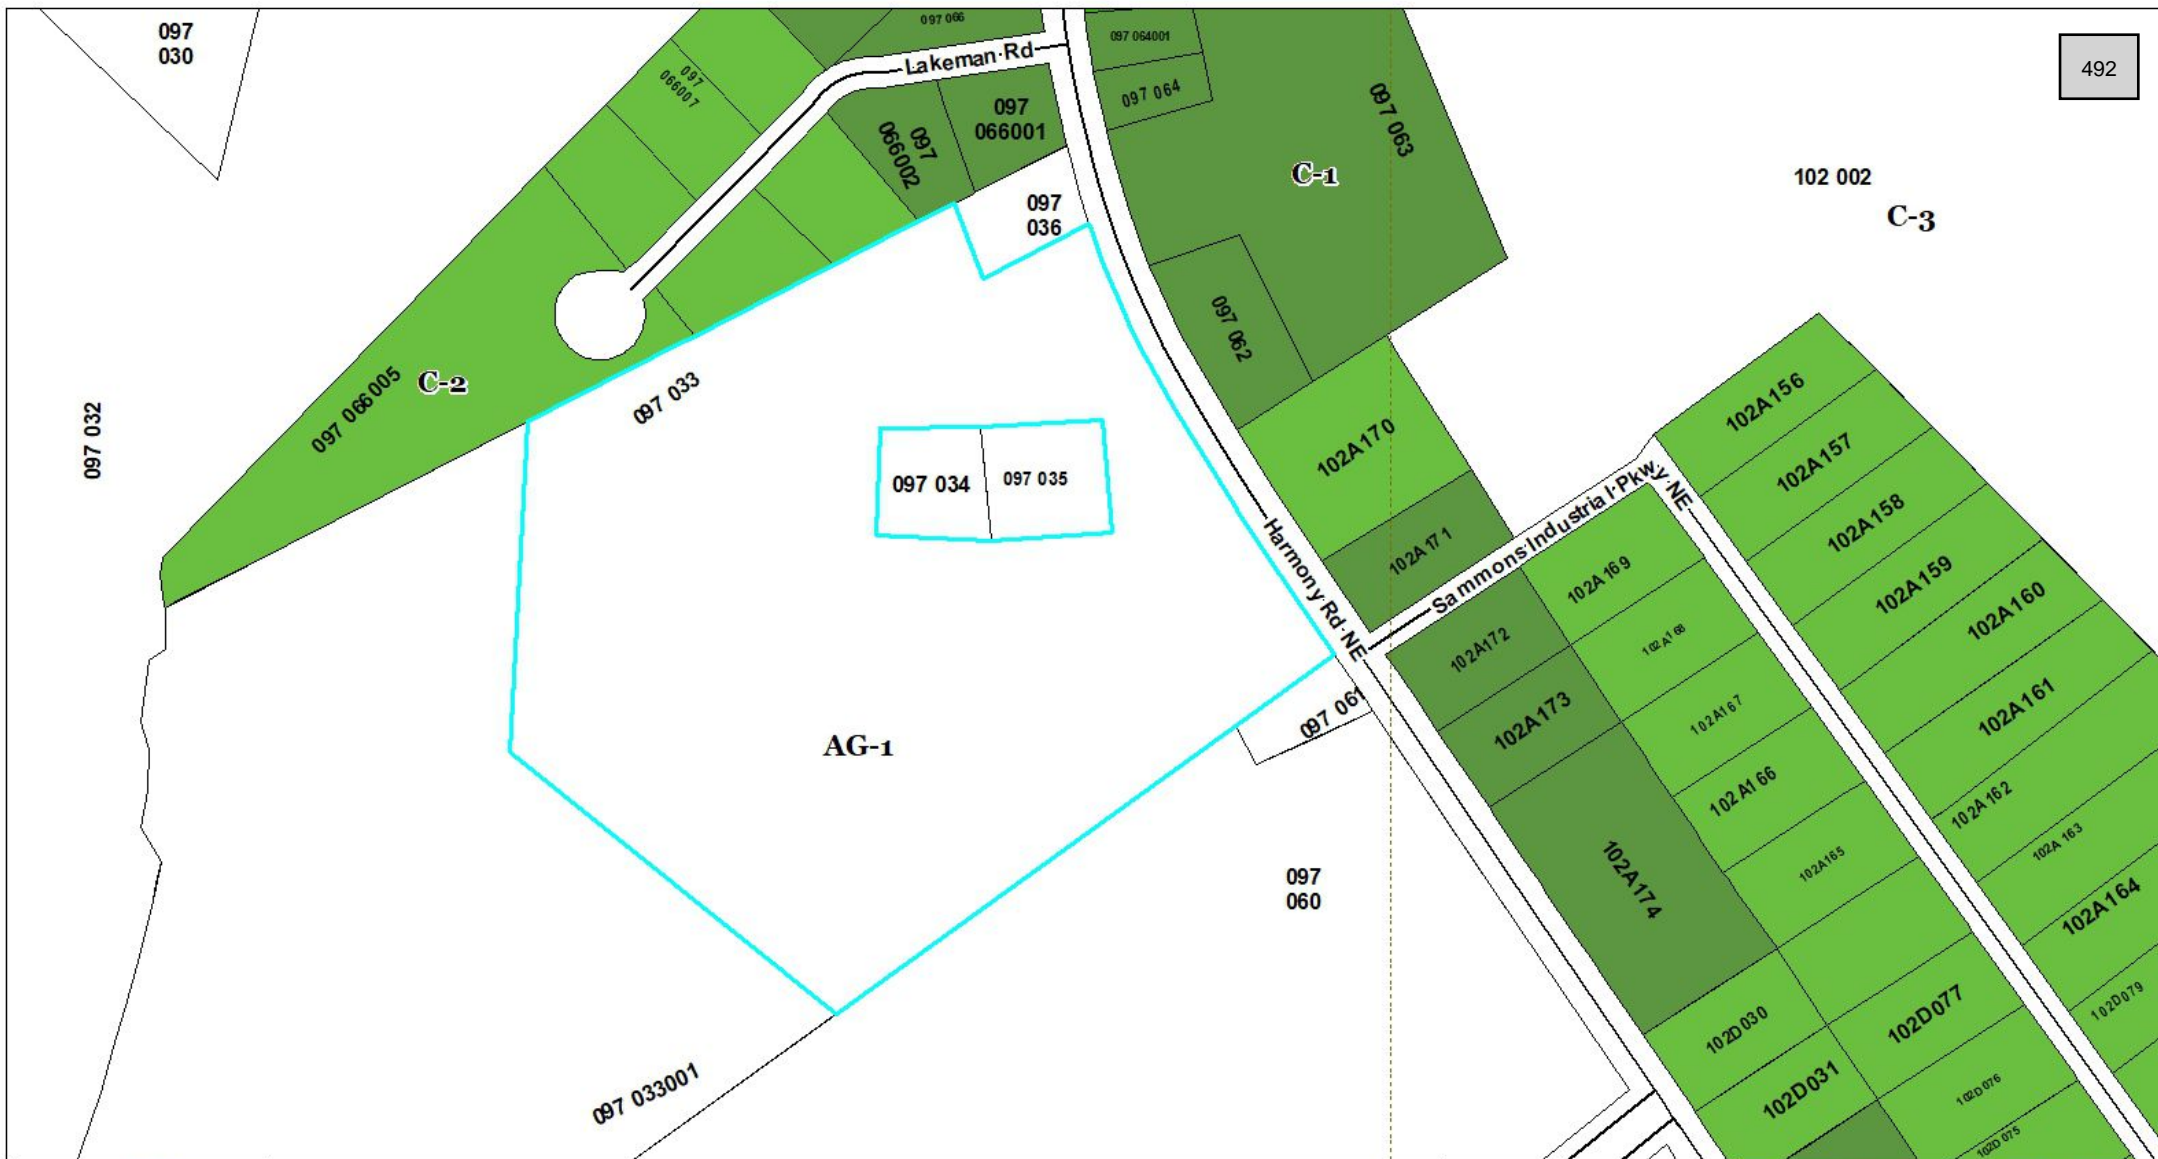 097
030
097 066
097 064001
492
Lakeman Rd
097
066007
097 064
097 063
097
066001
097
066002
C-1
102 002
097
036
C-3
097 062
C-2
097 066005
097 033
097 032
102A156
102A170
102A157
097 034
097 035
Sammons Industrial Pkwy NE
102A158
102A171
Harmony Rd NE
102A169
102A159
102A160
102A172
102A168
097 061
102A173
102A167
102A161
AG-1
102A166
102A162
102A163
102A165
102A174
097
060
102A164
102D030
102D077
102D079
097 033001
102D031
102D076
102D075